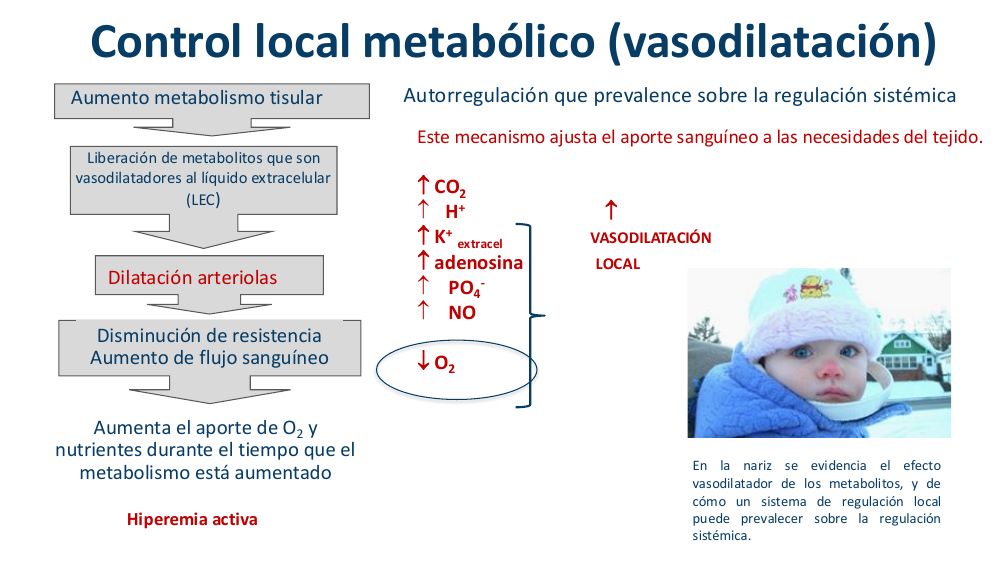 Control local metabólico (vasodilatación)
Aumento metabolismo tisular
Liberación de metabolitos que son
vasodilatadores al líquido extracelular
(LEC)
Dilatación arteriolas
Disminución de resistencia
Aumento de flujo sanguíneo
Aumenta el aporte de O₂ y
nutrientes durante el tiempo que el
metabolismo está aumentado
Hiperemia activa
Autorregulación que prevalence sobre la regulación sistémica
Este mecanismo ajusta el aporte sanguíneo a las necesidades del tejido.
↑ CO₂
↑ H⁺
↑ K⁺ extracel
↑ adenosina
↑ PO₄⁻
↑ NO
↓ O₂
↑
VASODILATACIÓN
LOCAL
En la nariz se evidencia el efecto
vasodilatador de los metabolitos, y de
cómo un sistema de regulación local
puede prevalecer sobre la regulación
sistémica.